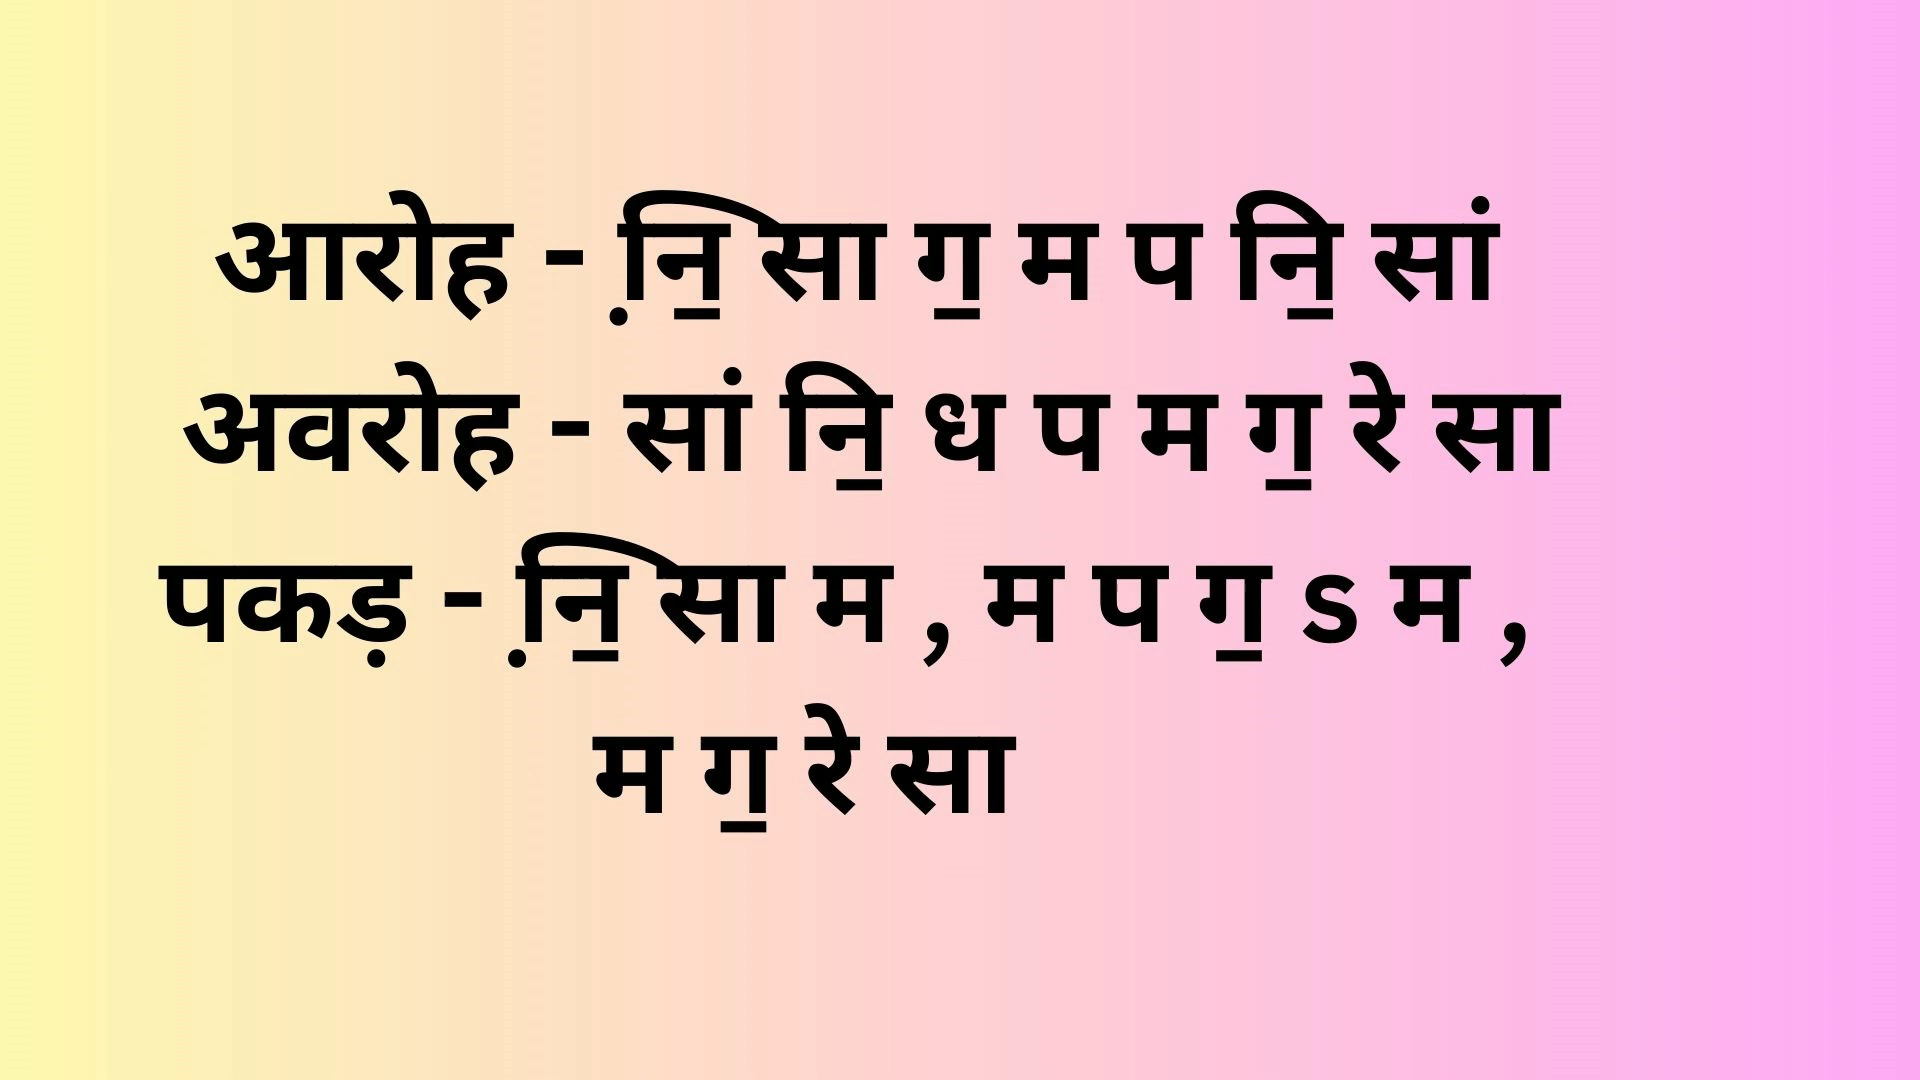 आरोह - ऩि॒ सा ग॒ म प नि॒ सां
अवरोह - सां नि॒ ध प म ग॒ रे सा
पकड़ - ऩि॒ सा म , म प ग॒ s म ,
म ग॒ रे सा